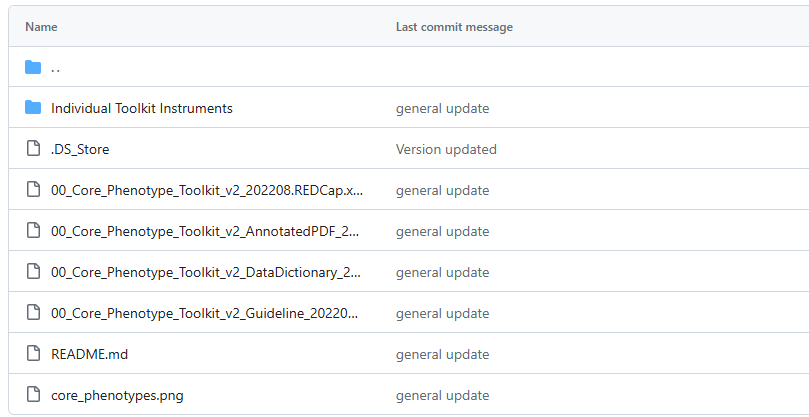 Name Last commit message
..
Individual Toolkit Instruments general update
.DS_Store Version updated
00_Core_Phenotype_Toolkit_v2_202208.REDCap.x... general update
00_Core_Phenotype_Toolkit_v2_AnnotatedPDF_2... general update
00_Core_Phenotype_Toolkit_v2_DataDictionary_2... general update
00_Core_Phenotype_Toolkit_v2_Guideline_20220... general update
README.md general update
core_phenotypes.png general update